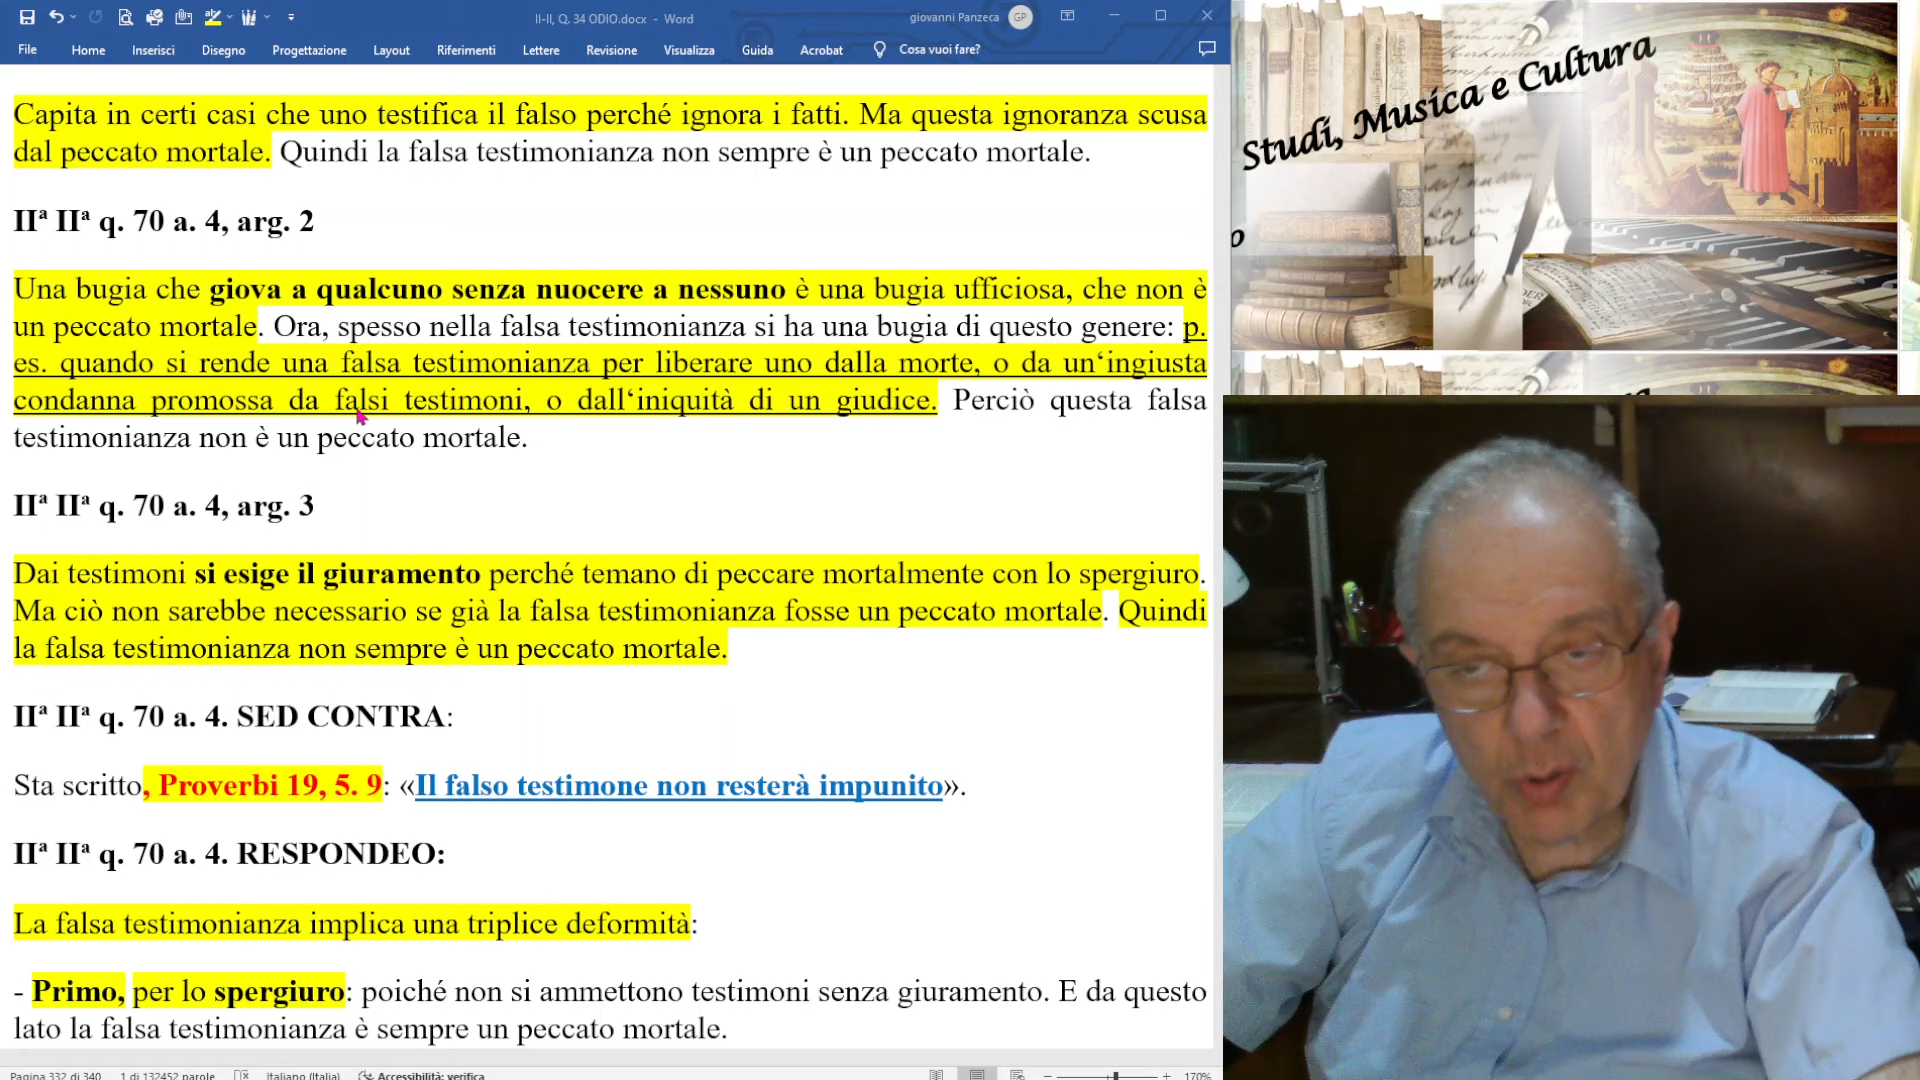 II-II, Q. 34 ODIO.docx - Word
giovanni Panzeca
GP
File Home Inserisci Disegno Progettazione Layout Riferimenti Lettere Revisione Visualizza Guida Acrobat Cosa vuoi fare?
Capita in certi casi che uno testifica il falso perché ignora i fatti. Ma questa ignoranza scusa
dal peccato mortale. Quindi la falsa testimonianza non sempre è un peccato mortale.
IIª IIª q. 70 a. 4, arg. 2
Una bugia che giova a qualcuno senza nuocere a nessuno è una bugia ufficiosa, che non è
un peccato mortale. Ora, spesso nella falsa testimonianza si ha una bugia di questo genere: p.
es. quando si rende una falsa testimonianza per liberare uno dalla morte, o da un‘ingiusta
condanna promossa da falsi testimoni, o dall‘iniquità di un giudice. Perciò questa falsa
testimonianza non è un peccato mortale.
IIª IIª q. 70 a. 4, arg. 3
Dai testimoni si esige il giuramento perché temano di peccare mortalmente con lo spergiuro.
Ma ciò non sarebbe necessario se già la falsa testimonianza fosse un peccato mortale. Quindi
la falsa testimonianza non sempre è un peccato mortale.
IIª IIª q. 70 a. 4. SED CONTRA:
Sta scritto, Proverbi 19, 5. 9: «Il falso testimone non resterà impunito».
IIª IIª q. 70 a. 4. RESPONDEO:
La falsa testimonianza implica una triplice deformità:
- Primo, per lo spergiuro: poiché non si ammettono testimoni senza giuramento. E da questo
lato la falsa testimonianza è sempre un peccato mortale.
Pagina 332 di 340 1 di 132452 parole Italiano (Italia) Accessibilità: verifica 170%
Studi, Musica e Cultura
o